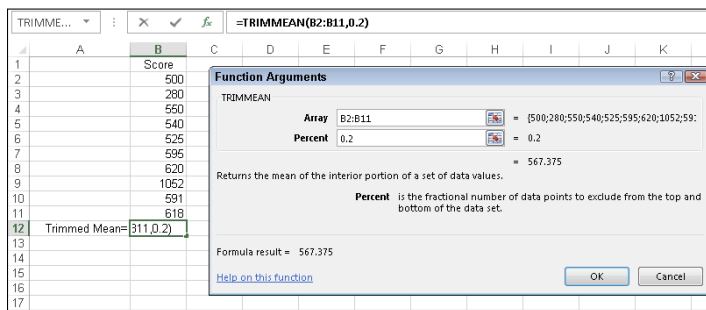 TRIMME... fx =TRIMMEAN(B2:B11,0.2)
A B C D E F G H I J K
1 Score
2 500
3 280
4 550
5 540
6 525
7 595
8 620
9 1052
10 591
11 618
12 Trimmed Mean= 311,0.2)
13
14
15
16
17
Function Arguments
TRIMMEAN
Array B2:B11 = {500;280;550;540;525;595;620;1052;591
Percent 0.2 = 0.2
= 567.375
Returns the mean of the interior portion of a set of data values.
Percent is the fractional number of data points to exclude from the top and
bottom of the data set.
Formula result = 567.375
Help on this function OK Cancel